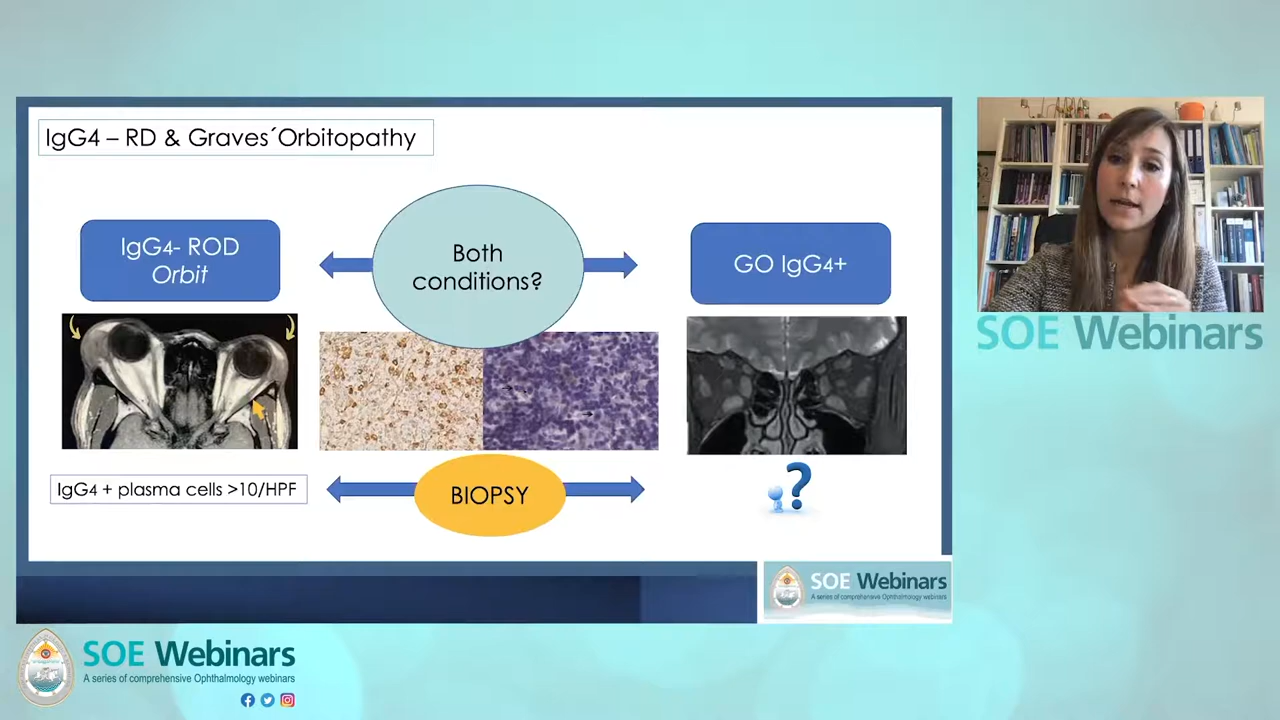 IgG4 – RD & Graves´Orbitopathy
IgG4- ROD
Orbit
Both
conditions?
GO IgG4+
IgG4 + plasma cells >10/HPF
BIOPSY
?
SOE Webinars
A series of comprehensive Ophthalmology webinars
SOE Webinars
SOE Webinars
A series of comprehensive Ophthalmology webinars